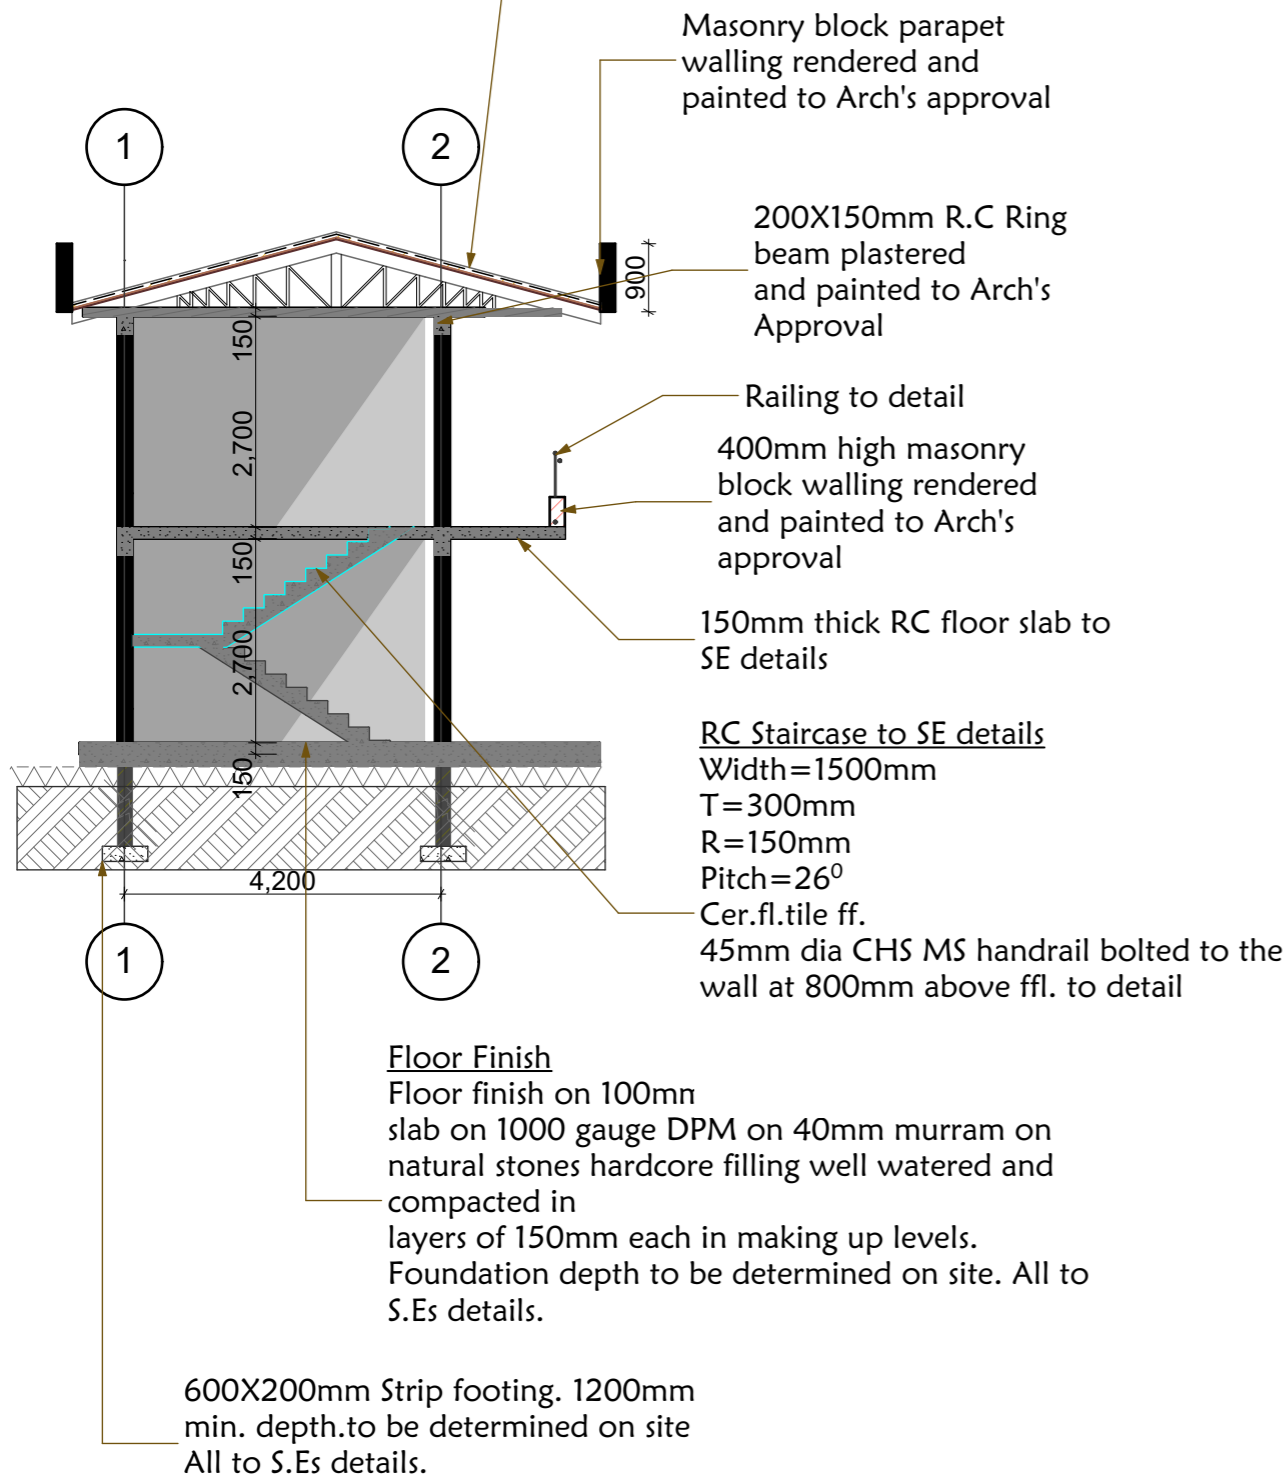 Masonry block parapet
walling rendered and
painted to Arch's approval
1
2
200X150mm R.C Ring
beam plastered
and painted to Arch's
Approval
900
150
Railing to detail
2,700
400mm high masonry
block walling rendered
and painted to Arch's
approval
150
150mm thick RC floor slab to
SE details
2,700
RC Staircase to SE details
Width=1500mm
T=300mm
R=150mm
Pitch=26⁰
Cer.fl.tile ff.
45mm dia CHS MS handrail bolted to the
wall at 800mm above ffl. to detail
150
4,200
1
2
Floor Finish
Floor finish on 100mm
slab on 1000 gauge DPM on 40mm murram on
natural stones hardcore filling well watered and
compacted in
layers of 150mm each in making up levels.
Foundation depth to be determined on site. All to
S.Es details.
600X200mm Strip footing. 1200mm
min. depth.to be determined on site
All to S.Es details.